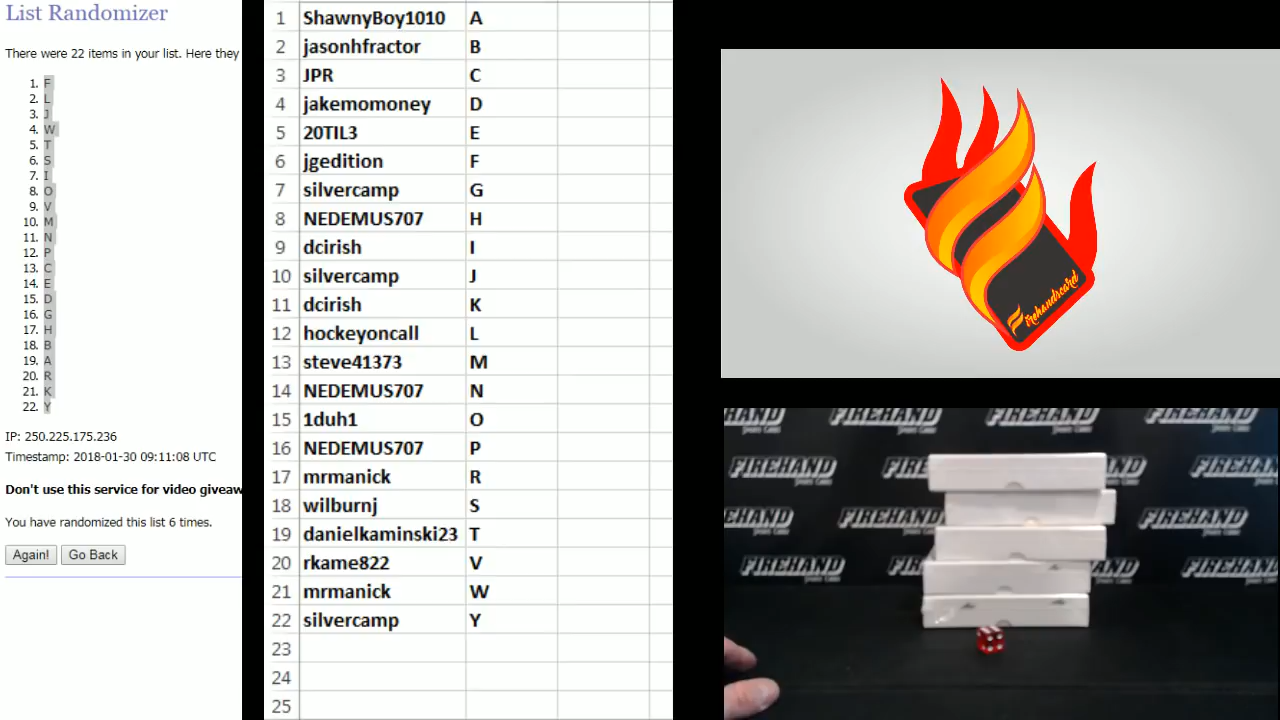 List Randomizer
There were 22 items in your list. Here they
1. F
2. L
3. J
4. W
5. T
6. S
7. I
8. O
9. V
10. M
11. N
12. P
13. C
14. E
15. D
16. G
17. H
18. B
19. A
20. R
21. K
22. Y
IP: 250.225.175.236
Timestamp: 2018-01-30 09:11:08 UTC
Don't use this service for video giveaw
You have randomized this list 6 times.
Again! Go Back
1 ShawnyBoy1010 A
2 jasonhfractor B
3 JPR C
4 jakemomoney D
5 20TIL3 E
6 jgedition F
7 silvercamp G
8 NEDEMUS707 H
9 dcirish I
10 silvercamp J
11 dcirish K
12 hockeyoncall L
13 steve41373 M
14 NEDEMUS707 N
15 1duh1 O
16 NEDEMUS707 P
17 mrmanick R
18 wilburnj S
19 danielkaminski23 T
20 rkame822 V
21 mrmanick W
22 silvercamp Y
23
24
25
firehandscard
FIREHAND
FIREHAND
FIREHAND
FIREHAND
FIREHAND